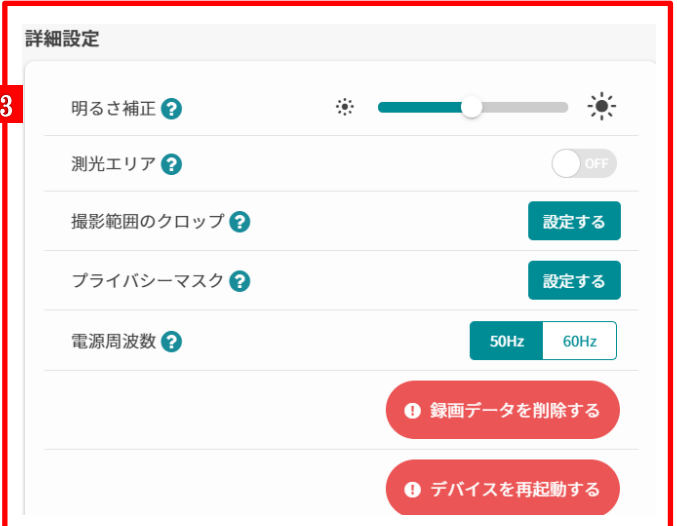 詳細設定
3
明るさ補正 ?
測光エリア ? OFF
撮影範囲のクロップ ? 設定する
プライバシーマスク ? 設定する
電源周波数 ? 50Hz 60Hz
! 録画データを削除する
! デバイスを再起動する